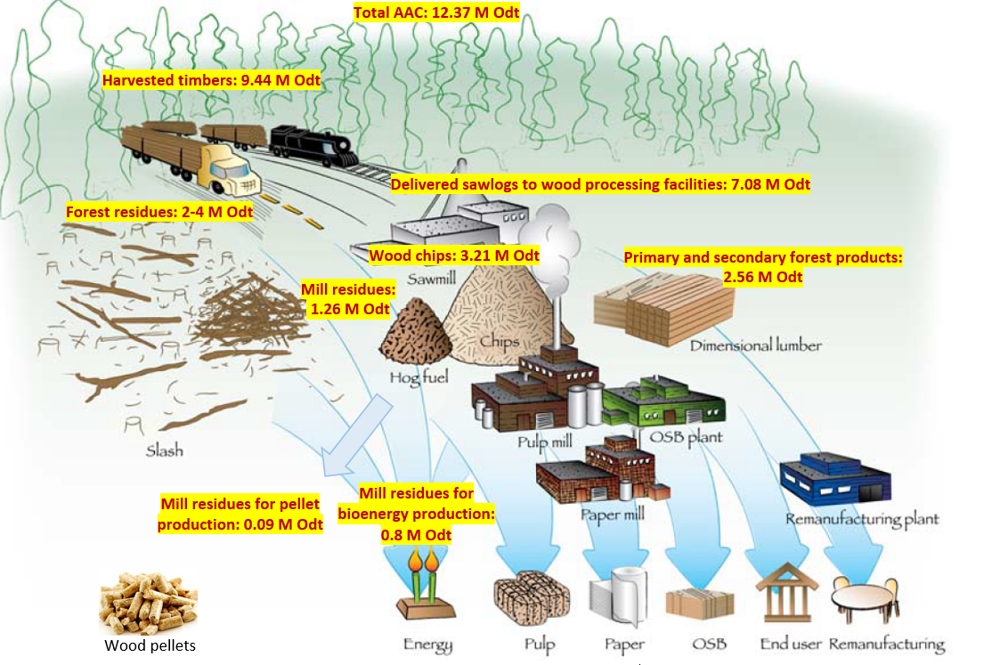 Total AAC: 12.37 M Odt
Harvested timbers: 9.44 M Odt
Delivered sawlogs to wood processing facilities: 7.08 M Odt
Forest residues: 2-4 M Odt
Wood chips: 3.21 M Odt
Primary and secondary forest products:
2.56 M Odt
Sawmill
Mill residues:
1.26 M Odt
Chips
Dimensional lumber
Hog fuel
Pulp mill
OSB plant
Slash
Paper mill
Remanufacturing plant
Mill residues for pellet
production: 0.09 M Odt
Mill residues for
bioenergy production:
0.8 M Odt
Wood pellets
Energy
Pulp
Paper
OSB
End user
Remanufacturing